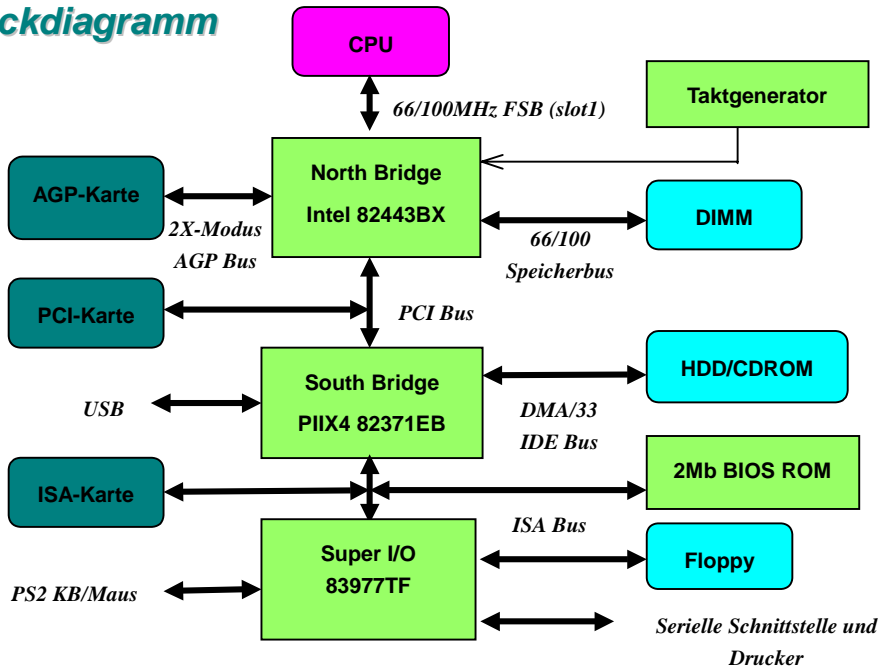 ckdiagramm
CPU
66/100MHz FSB (slot1)
Taktgenerator
North Bridge
Intel 82443BX
AGP-Karte
2X-Modus
AGP Bus
DIMM
66/100
Speicherbus
PCI-Karte
PCI Bus
South Bridge
PIIX4 82371EB
HDD/CDROM
USB
DMA/33
IDE Bus
ISA-Karte
2Mb BIOS ROM
ISA Bus
Super I/O
83977TF
Floppy
PS2 KB/Maus
Serielle Schnittstelle und
Drucker